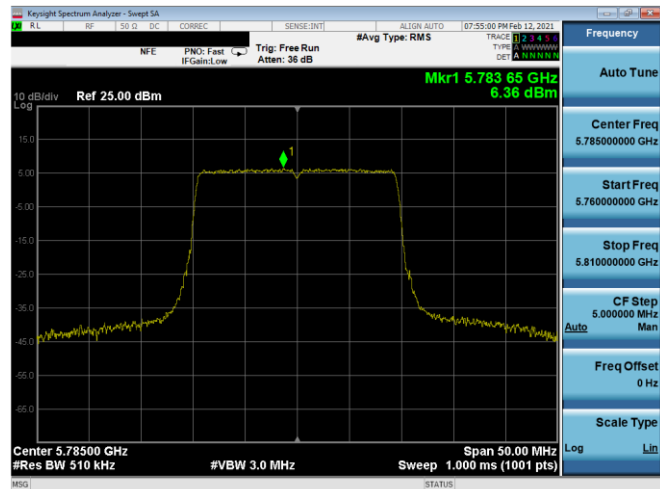 Keysight Spectrum Analyzer - Swept SA
RL RF 50 Ω DC CORREC SENSE:INT ALIGN AUTO 07:55:00 PM Feb 12, 2021
#Avg Type: RMS
TRACE 1 2 3 4 5 6
TYPE A WWWWW
DET A N N N N N
NFE PNO: Fast Trig: Free Run
IFGain:Low Atten: 36 dB
Mkr1 5.783 65 GHz
6.36 dBm
10 dB/div Ref 25.00 dBm
Log
15.0
5.00
-5.00
-15.0
-25.0
-35.0
-45.0
-55.0
-65.0
1
Center 5.78500 GHz Span 50.00 MHz
#Res BW 510 kHz #VBW 3.0 MHz Sweep 1.000 ms (1001 pts)
MSG STATUS
Frequency
Auto Tune
Center Freq
5.785000000 GHz
Start Freq
5.760000000 GHz
Stop Freq
5.810000000 GHz
CF Step
5.000000 MHz
Auto Man
Freq Offset
0 Hz
Scale Type
Log Lin